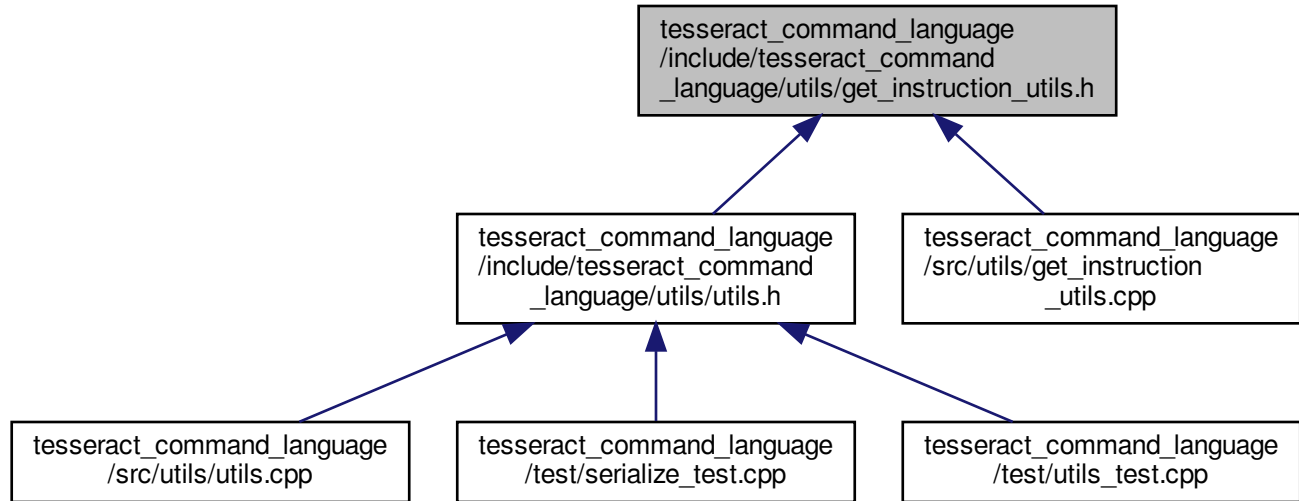 tesseract_command_language
/include/tesseract_command
_language/utils/get_instruction_utils.h
tesseract_command_language
/include/tesseract_command
_language/utils/utils.h
tesseract_command_language
/src/utils/get_instruction
_utils.cpp
tesseract_command_language
/src/utils/utils.cpp
tesseract_command_language
/test/serialize_test.cpp
tesseract_command_language
/test/utils_test.cpp